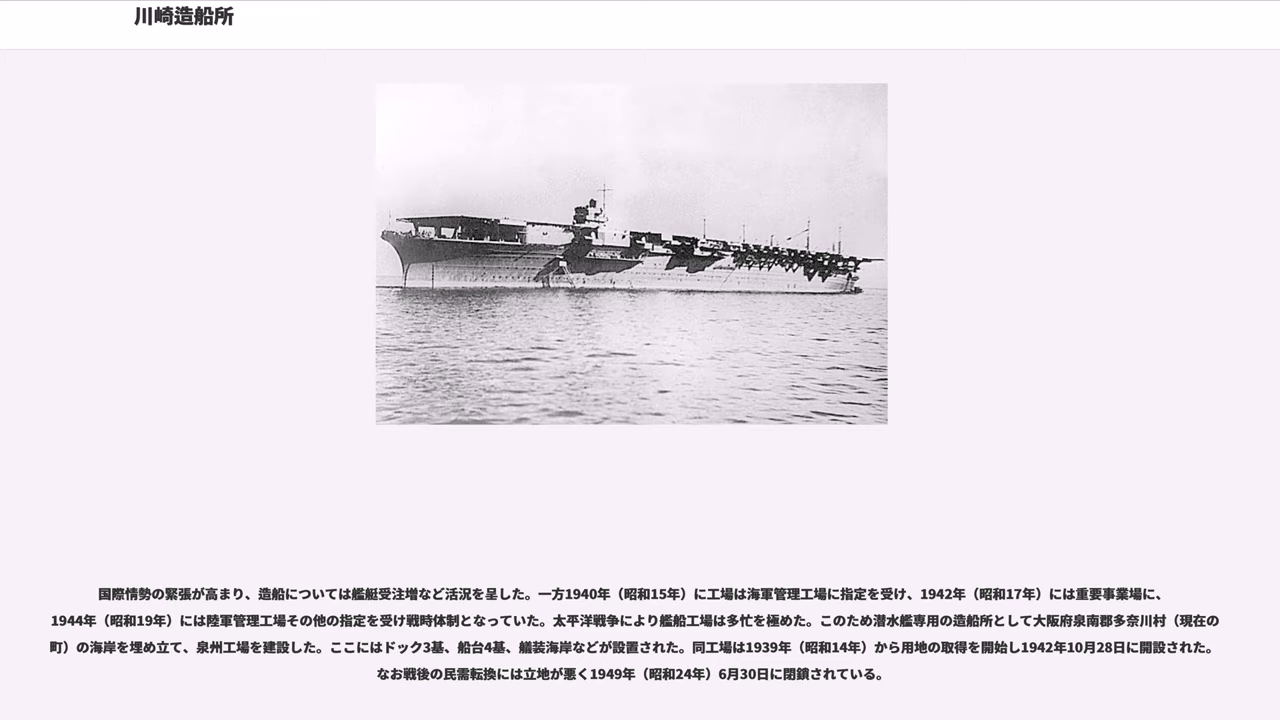 川崎造船所
国際情勢の緊張が高まり、造船については艦艇受注増など活況を呈した。一方1940年（昭和15年）に工場は海軍管理工場に指定を受け、1942年（昭和17年）には重要事業場に、
1944年（昭和19年）には陸軍管理工場その他の指定を受け戦時体制となっていた。太平洋戦争により艦船工場は多忙を極めた。このため潜水艦専用の造船所として大阪府泉南郡多奈川村（現在の
町）の海岸を埋め立て、泉州工場を建設した。ここにはドック3基、船台4基、艤装海岸などが設置された。同工場は1939年（昭和14年）から用地の取得を開始し1942年10月28日に開設された。
なお戦後の民需転換には立地が悪く1949年（昭和24年）6月30日に閉鎖されている。